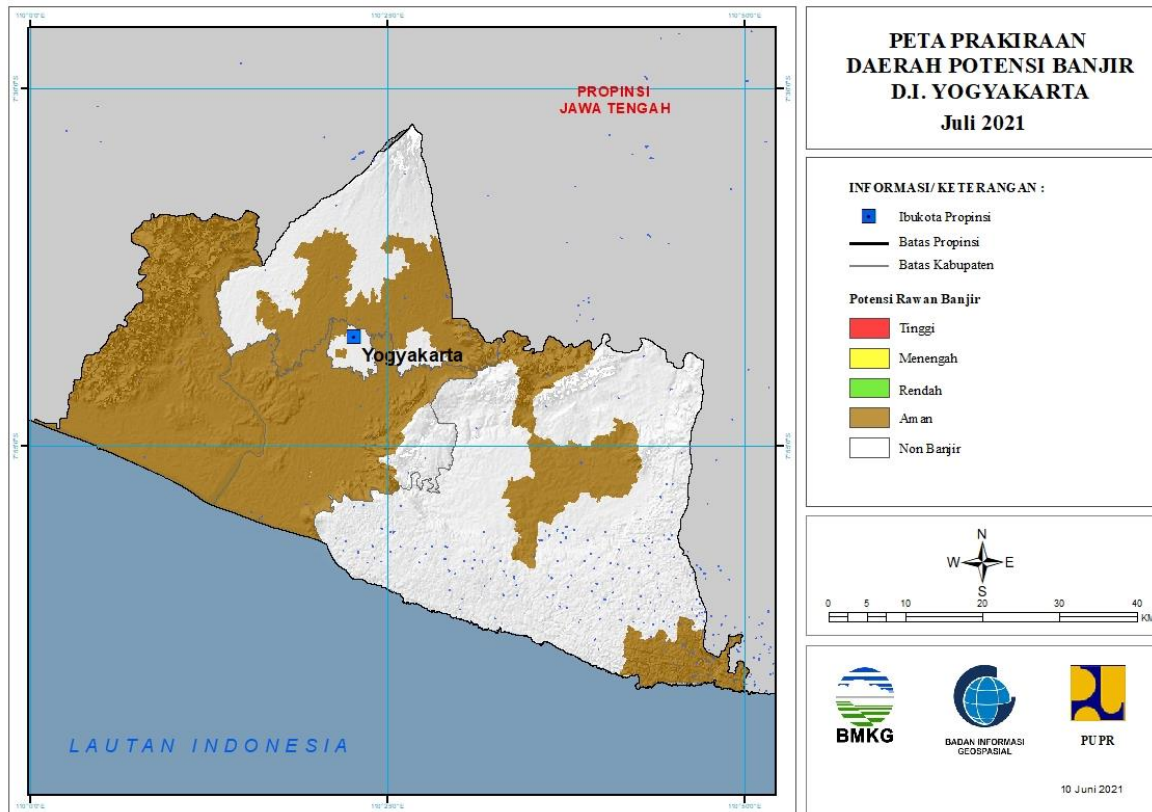 PETA PRAKIRAAN
DAERAH POTENSI BANJIR
D.I. YOGYAKARTA
Juli 2021
PROPINSI
JAWA TENGAH
Yogyakarta
LAUTAN INDONESIA
INFORMASI/ KETERANGAN :
Ibukota Propinsi
Batas Propinsi
Batas Kabupaten
Potensi Rawan Banjir
Tinggi
Menengah
Rendah
Aman
Non Banjir
N
W E
S
0 5 10 20 30 40
KM
BMKG
BADAN INFORMASI
GEOSPASIAL
PUPR
10 Juni 2021